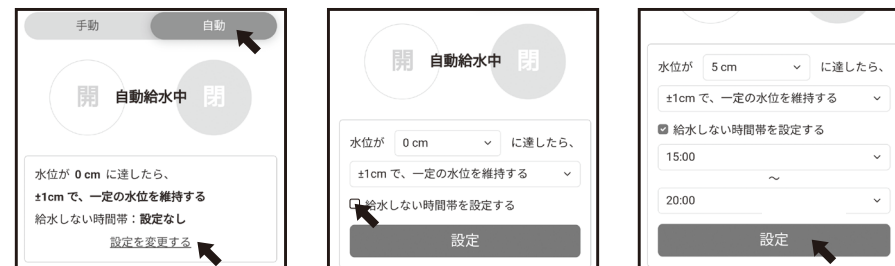 手動 自動
開 自動給水中 閉
水位が 0 cm に達したら、
±1cm で、一定の水位を維持する
給水しない時間帯：設定なし
設定を変更する
開 自動給水中 閉
水位が 0 cm に達したら、
±1cm で、一定の水位を維持する
給水しない時間帯を設定する
設定
水位が 5 cm に達したら、
±1cm で、一定の水位を維持する
給水しない時間帯を設定する
15:00
～
20:00
設定